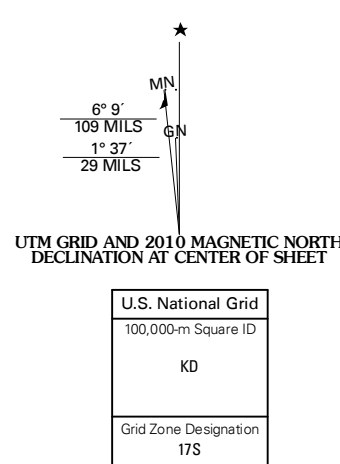 MN
6° 9´
109 MILS
GN
1° 37´
29 MILS
UTM GRID AND 2010 MAGNETIC NORTH
DECLINATION AT CENTER OF SHEET
U.S. National Grid
100,000-m Square ID
KD
Grid Zone Designation
17S